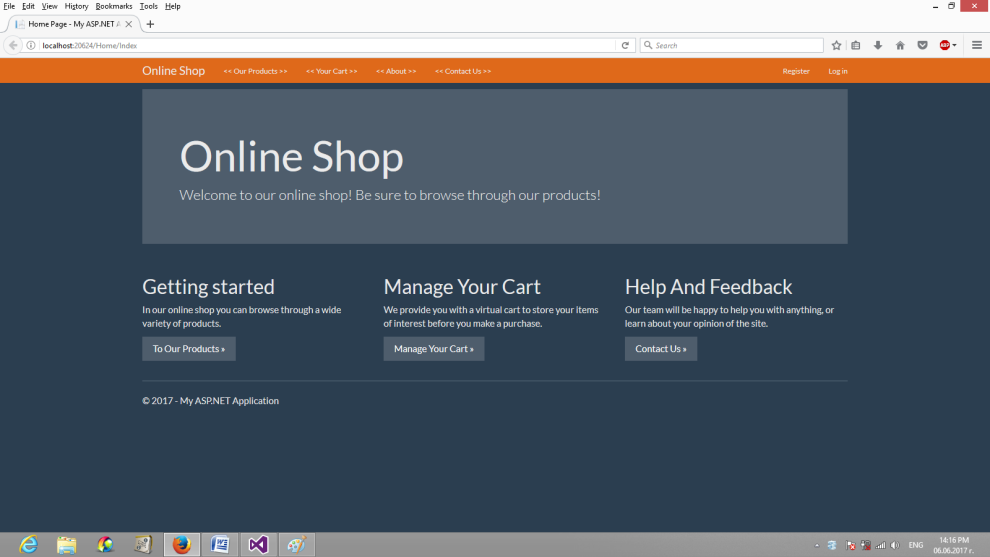 File Edit View History Bookmarks Tools Help
Home Page - My ASP.NET A
localhost:20624/Home/Index
Search
ABP
Online Shop << Our Products >> << Your Cart >> << About >> << Contact Us >> Register Log in
Online Shop
Welcome to our online shop! Be sure to browse through our products!
Getting started
In our online shop you can browse through a wide
variety of products.
To Our Products »
Manage Your Cart
We provide you with a virtual cart to store your items
of interest before you make a purchase.
Manage Your Cart »
Help And Feedback
Our team will be happy to help you with anything, or
learn about your opinion of the site.
Contact Us »
© 2017 - My ASP.NET Application
ENG
14:16 PM
06.06.2017 г.